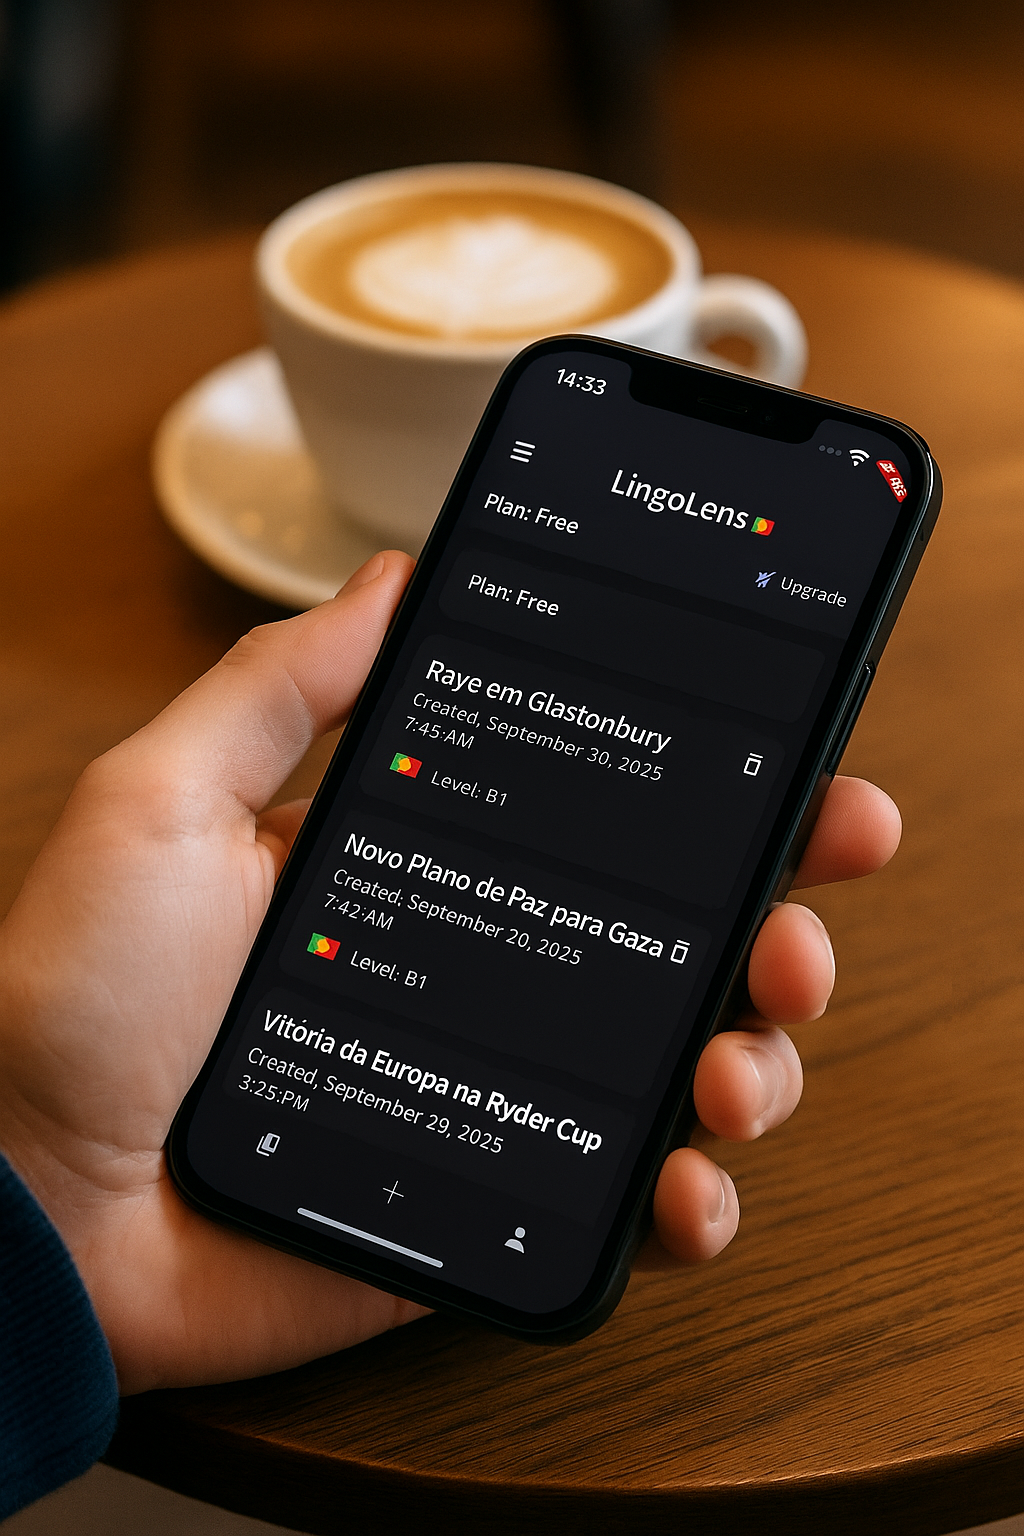 14:33
LingoLens
Plan: Free
Upgrade
Plan: Free
Raye em Glastonbury
Created, September 30, 2025
7:45:AM
Level: B1
Novo Plano de Paz para Gaza
Created: September 20, 2025
7:42:AM
Level: B1
Vitória da Europa na Ryder Cup
Created, September 29, 2025
3:25:PM